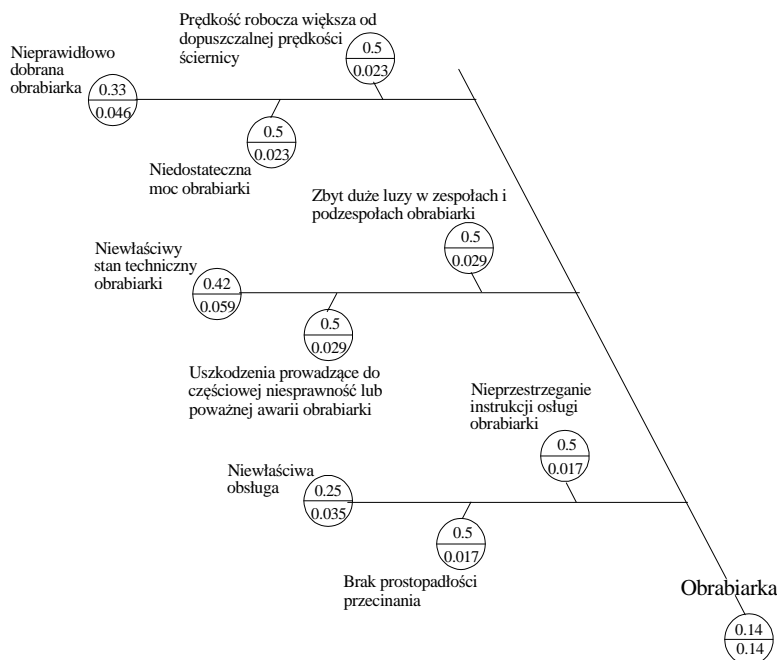 Prędkość robocza większa od
dopuszczalnej prędkości
ściernicy
0.5
0.023
Nieprawidłowo
dobrana
obrabiarka
0.33
0.046
0.5
0.023
Niedostateczna
moc obrabiarki
Zbyt duże luzy w zespołach i
podzespołach obrabiarki
0.5
0.029
Niewłaściwy
stan techniczny
obrabiarki
0.42
0.059
0.5
0.029
Uszkodzenia prowadzące do
częściowej niesprawność lub
poważnej awarii obrabiarki
Nieprzestrzeganie
instrukcji osługi
obrabiarki
0.5
0.017
Niewłaściwa
obsługa
0.25
0.035
0.5
0.017
Brak prostopadłości
przecinania
Obrabiarka
0.14
0.14